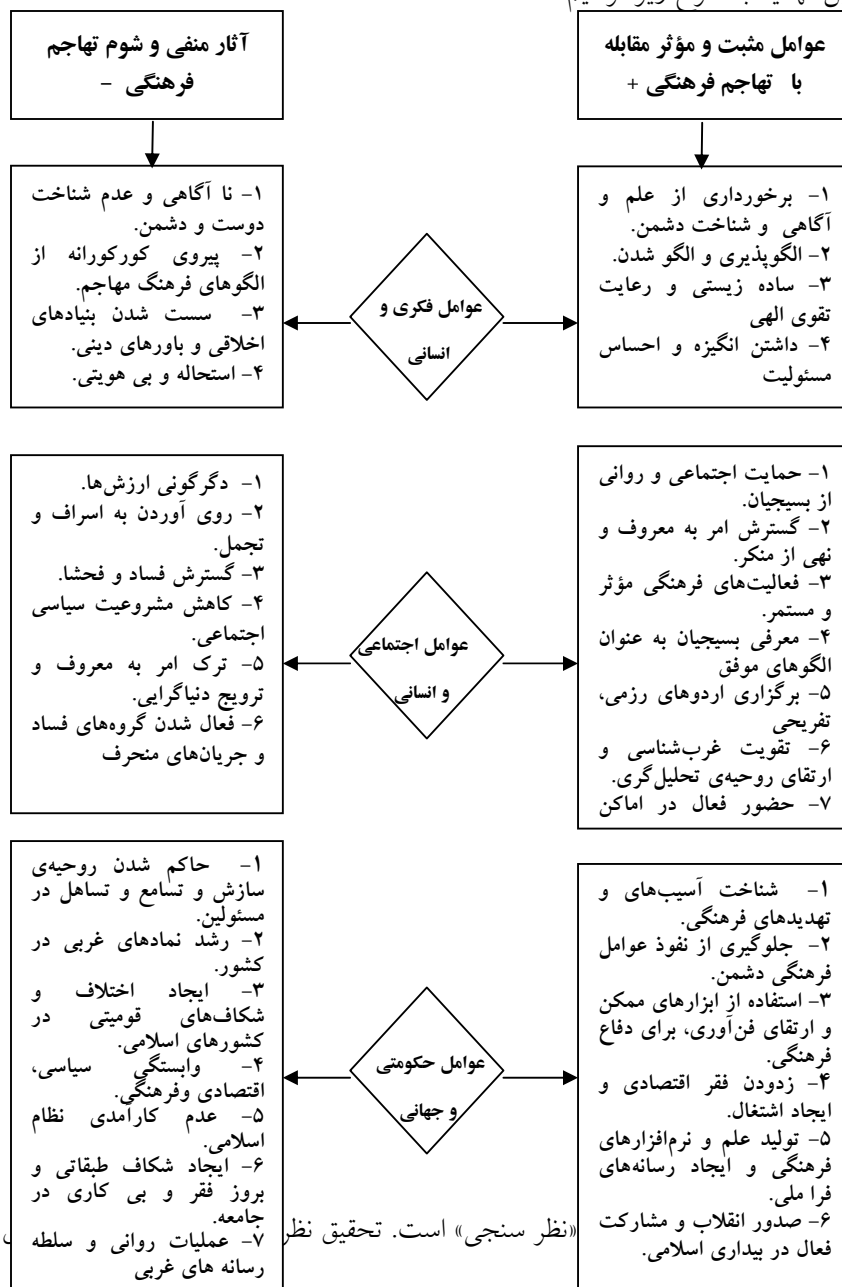 آثار منفی و شوم تهاجم
فرهنگی -
عوامل مثبت و مؤثر مقابله
با تهاجم فرهنگی +
۱- برخورداری از علم و
آگاهی و شناخت دشمن.
۲- الگوپذیری و الگو شدن.
۳- ساده زیستی و رعایت
تقوی الهی
۴- داشتن انگیزه و احساس
مسئولیت
عوامل فکری و
انسانی
۱- نا آگاهی و عدم شناخت
دوست و دشمن.
۲- پیروی کورکورانه از
الگوهای فرهنگ مهاجم.
۳- سست شدن بنیادهای
اخلاقی و باورهای دینی.
۴- استحاله و بی هویتی.
۱- حمایت اجتماعی و روانی
از بسیجیان.
۲- گسترش امر به معروف و
نهی از منکر.
۳- فعالیت‌های فرهنگی مؤثر
و مستمر.
۴- معرفی بسیجیان به عنوان
الگوهای موفق
۵- برگزاری اردوهای رزمی،
تفریحی
۶- تقویت غرب‌شناسی و
ارتقای روحیه‌ی تحلیل‌گری.
۷- حضور فعال در اماکن
عوامل اجتماعی
و انسانی
۱- دگرگونی ارزش‌ها.
۲- روی آوردن به اسراف و
تجمل.
۳- گسترش فساد و فحشا.
۴- کاهش مشروعیت سیاسی
اجتماعی.
۵- ترک امر به معروف و
ترویج دنیاگرایی.
۶- فعال شدن گروه‌های فساد
و جریان‌های منحرف
۱- شناخت آسیب‌های و
تهدیدهای فرهنگی.
۲- جلوگیری از نفوذ عوامل
فرهنگی دشمن.
۳- استفاده از ابزارهای ممکن
و ارتقای فن‌آوری، برای دفاع
فرهنگی.
۴- زدودن فقر اقتصادی و
ایجاد اشتغال.
۵- تولید علم و نرم‌افزارهای
فرهنگی و ایجاد رسانه‌های
فرا ملی.
۶- صدور انقلاب و مشارکت
فعال در بیداری اسلامی.
عوامل حکومتی
و جهانی
۱- حاکم شدن روحیه‌ی
سازش و تسامع و تساهل در
مسئولین.
۲- رشد نمادهای غربی در
کشور.
۳- ایجاد اختلاف و
شکاف‌های قومیتی در
کشورهای اسلامی.
۴- وابستگی سیاسی،
اقتصادی وفرهنگی.
۵- عدم کارآمدی نظام
اسلامی.
۶- ایجاد شکاف طبقاتی و
بروز فقر و بی کاری در
جامعه.
۷- عملیات روانی و سلطه
رسانه های غربی
«نظر سنجی» است. تحقیق نظر